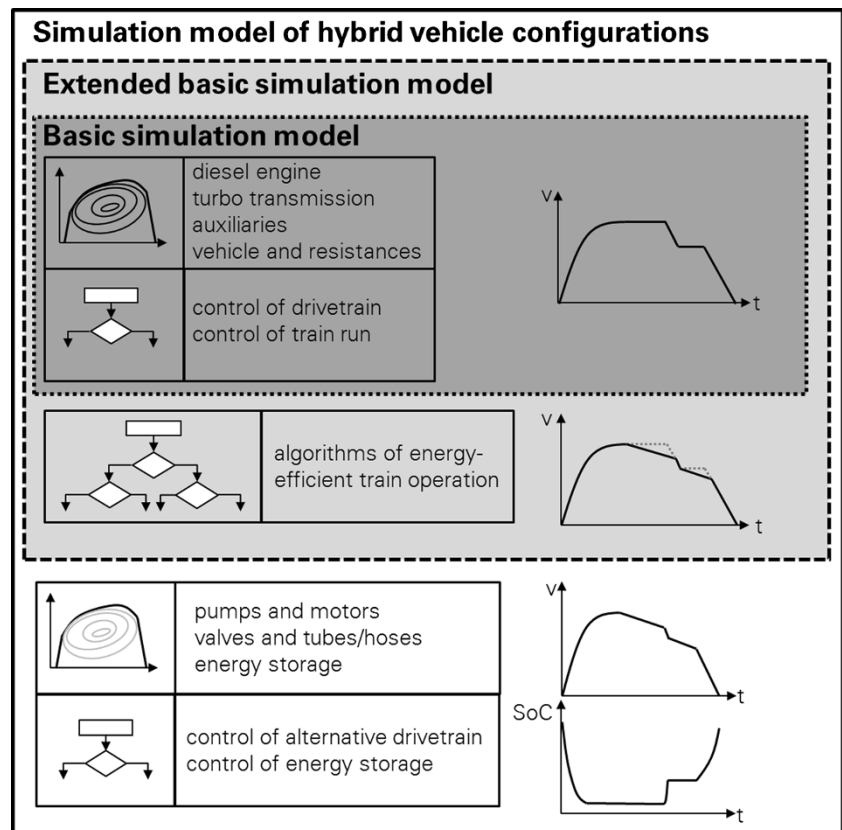 Simulation model of hybrid vehicle configurations
Extended basic simulation model
Basic simulation model
diesel engine
turbo transmission
auxiliaries
vehicle and resistances
v
t
control of drivetrain
control of train run
v
t
algorithms of energy-
efficient train operation
pumps and motors
valves and tubes/hoses
energy storage
v
t
control of alternative drivetrain
control of energy storage
SoC
t